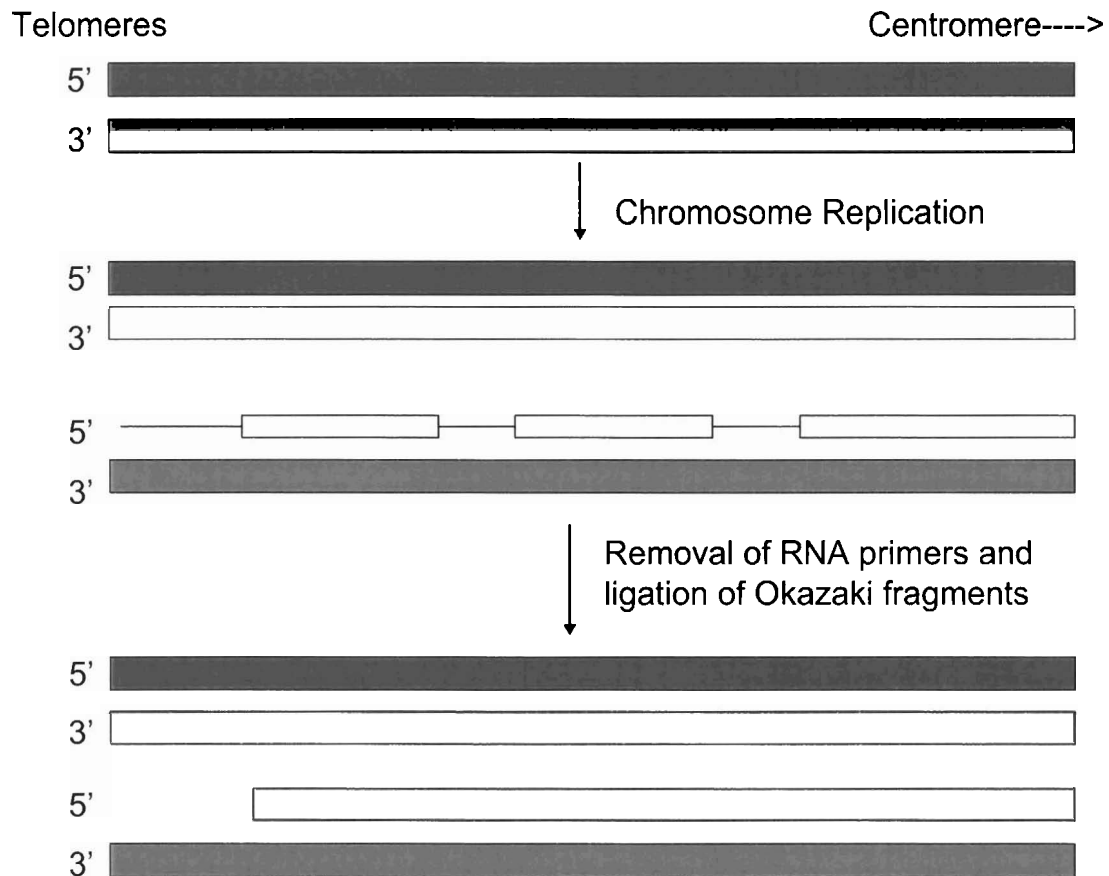 Telomeres Centromere---->
5’
3’
Chromosome Replication
5’
3’
5’
3’
Removal of RNA primers and
ligation of Okazaki fragments
5’
3’
5’
3’